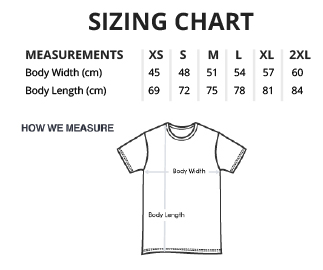 SIZING CHART
MEASUREMENTS XS S M L XL 2XL
Body Width (cm) 45 48 51 54 57 60
Body Length (cm) 69 72 75 78 81 84
HOW WE MEASURE
Body Width
Body Length